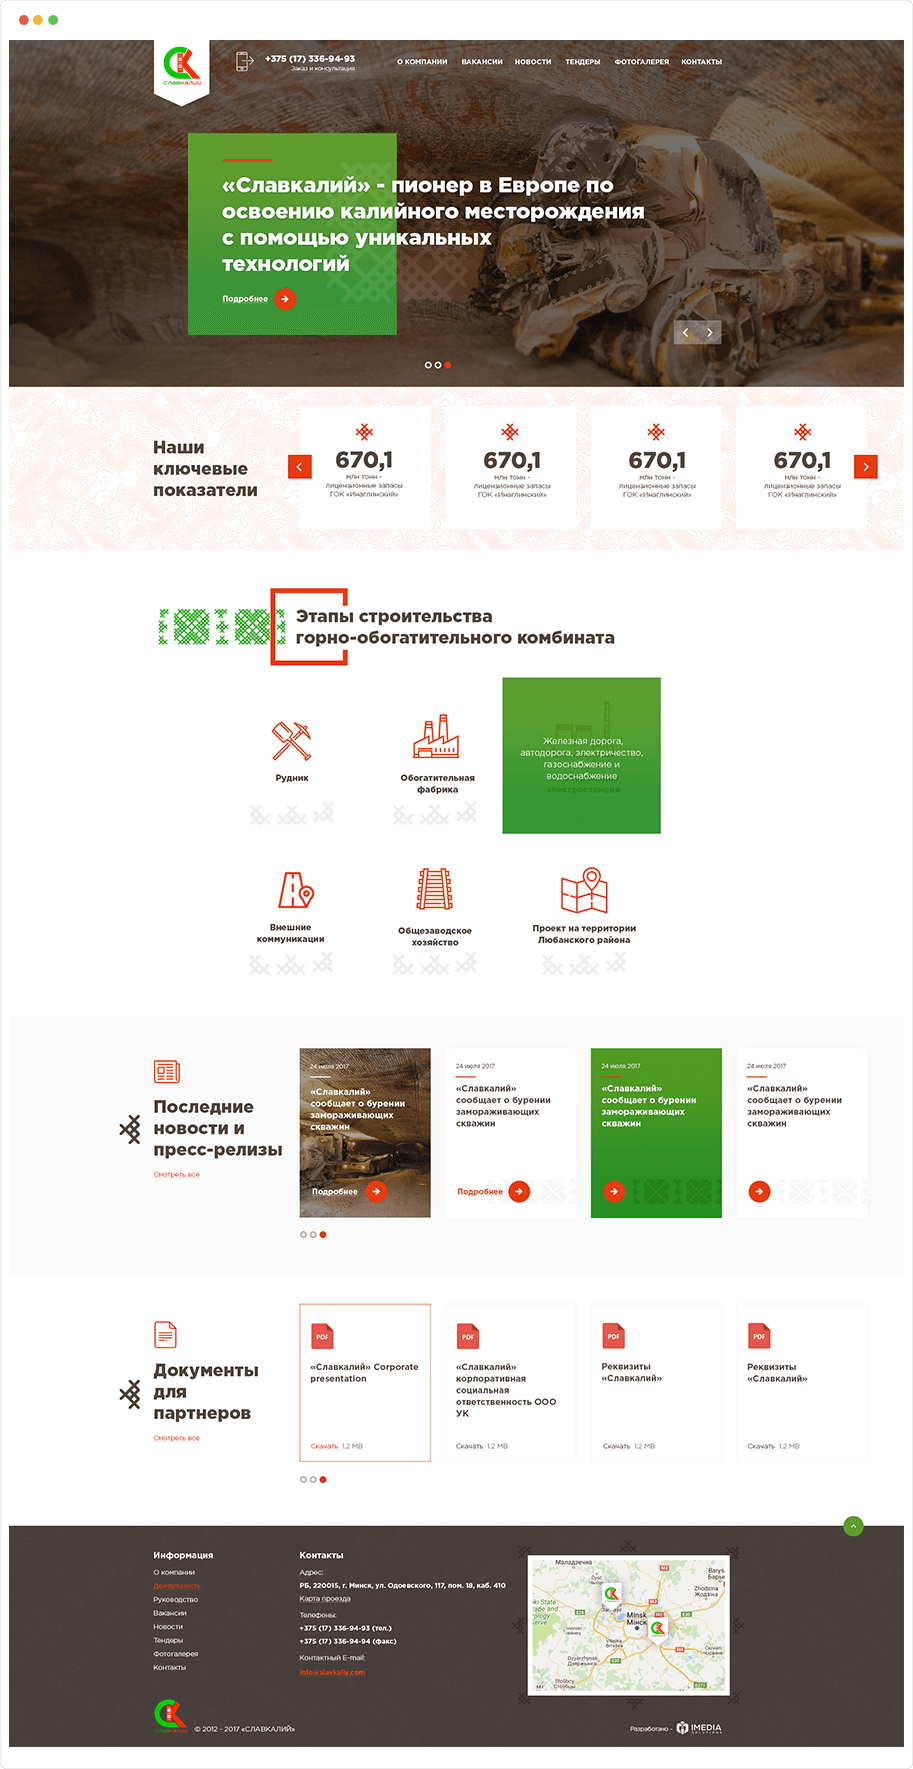 СЛАВКАЛИЙ
+375 (17) 336-94-93
Заказ и консультация
О КОМПАНИИ ВАКАНСИИ НОВОСТИ ТЕНДЕРЫ ФОТОГАЛЕРЕЯ КОНТАКТЫ
«Славкалий» - пионер в Европе по
освоению калийного месторождения
с помощью уникальных
технологий
Подробнее
Наши
ключевые
показатели
670,1
млн тонн -
лицензионные запасы
ГОК «Инаглинский»
670,1
млн тонн -
лицензионные запасы
ГОК «Инаглинский»
670,1
млн тонн -
лицензионные запасы
ГОК «Инаглинский»
670,1
млн тонн -
лицензионные запасы
ГОК «Инаглинский»
Этапы строительства
горно-обогатительного комбината
Рудник
Обогатительная
фабрика
Железная дорога,
автодорога, электричество,
газоснабжение и
водоснабжение
электростанция
Внешние
коммуникации
Общезаводское
хозяйство
Проект на территории
Любанского района
Последние
новости и
пресс-релизы
Смотреть все
24 июля 2017
«Славкалий»
сообщает о бурении
замораживающих
скважин
Подробнее
24 июля 2017
«Славкалий»
сообщает о бурении
замораживающих
скважин
Подробнее
24 июля 2017
«Славкалий»
сообщает о бурении
замораживающих
скважин
24 июля 2017
«Славкалий»
сообщает о бурении
замораживающих
скважин
Документы
для
партнеров
Смотреть все
PDF
«Славкалий» Corporate
presentation
Скачать 1.2 MB
PDF
«Славкалий»
корпоративная
социальная
ответственность ООО
УК
Скачать 1.2 MB
PDF
Реквизиты
«Славкалий»
Скачать 1.2 MB
PDF
Реквизиты
«Славкалий»
Скачать 1.2 MB
Информация
О компании
Деятельность
Руководство
Вакансии
Новости
Тендеры
Фотогалерея
Контакты
Контакты
Адрес:
РБ, 220015, г. Минск, ул. Одоевского, 117, пом. 18, каб. 410
Карта проезда
Телефоны:
+375 (17) 336-94-93 (тел.)
+375 (17) 336-94-94 (факс)
Контактный E-mail:
info@slavkaliy.com
Маладзечна
Zhodzina
Жодзіна
Minsk
Мінск
Dzyarzhynsk
Дзяржынск
СЛАВКАЛИЙ
© 2012 - 2017 «СЛАВКАЛИЙ»
Разработано - IMEDIA
SOLUTIONS